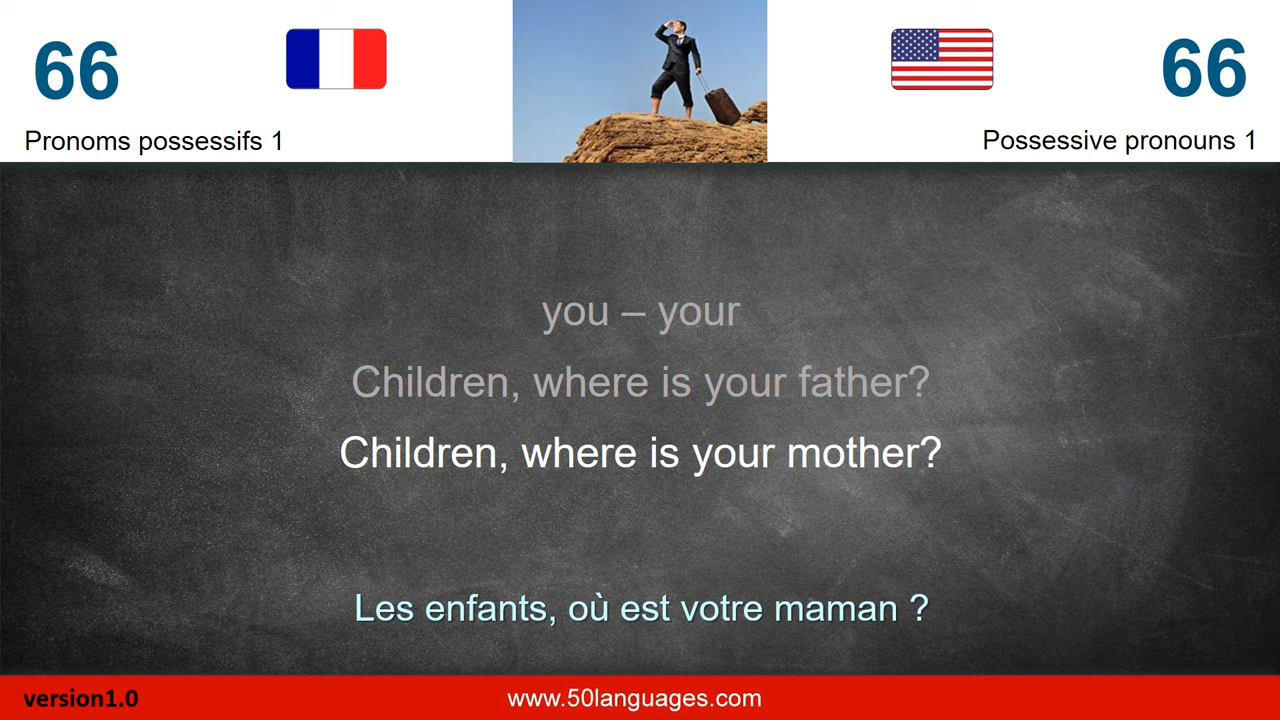 66
66
Pronoms possessifs 1
Possessive pronouns 1
you – your
Children, where is your father?
Children, where is your mother?
Les enfants, où est votre maman ?
version1.0
www.50languages.com